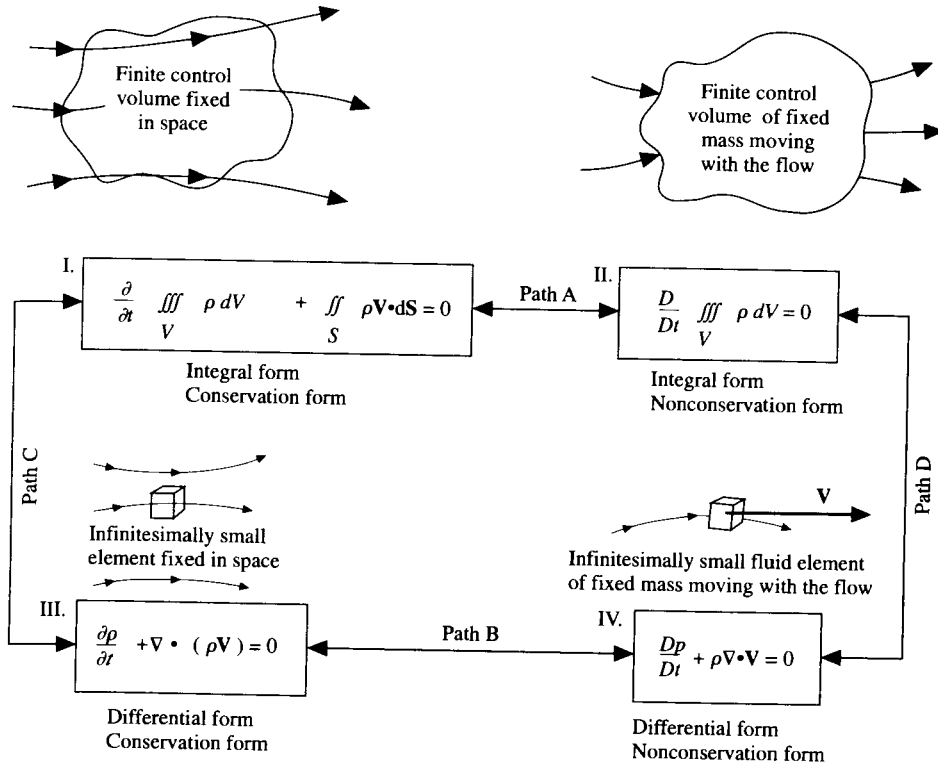 Finite control
volume fixed
in space
Finite control
volume of fixed
mass moving
with the flow
I.
∂/∂t ∭_V ρ dV + ∬_S ρV•dS = 0
Integral form
Conservation form
Path A
II.
D/Dt ∭_V ρ dV = 0
Integral form
Nonconservation form
Path C
Path D
Infinitesimally small
element fixed in space
V
Infinitesimally small fluid element
of fixed mass moving with the flow
III.
∂ρ/∂t + ∇ • (ρV) = 0
Differential form
Conservation form
Path B
IV.
Dp/Dt + ρ∇•V = 0
Differential form
Nonconservation form